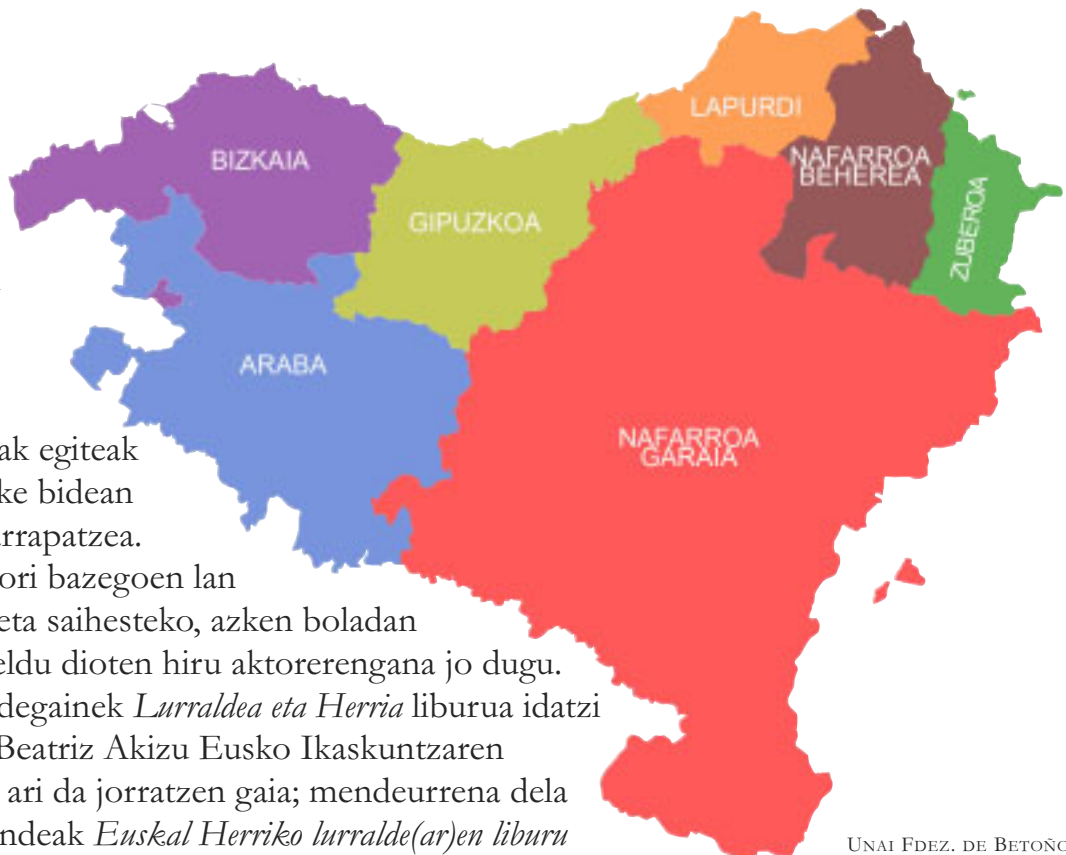 LAPURDI
BIZKAIA
NAFARROA
BEHEREA
GIPUZKOA
ZUBEROA
ARABA
NAFARROA
GARAIA
ak egiteak
ke bidean
arrapatzea.
ori bazegoen lan
eta saihesteko, azken boladan
eldu dioten hiru aktorerengana jo dugu.
degainek Lurraldea eta Herria liburua idatzi
Beatriz Akizu Eusko Ikaskuntzaren
ari da jorratzen gaia; mendeurrena dela
ndeak Euskal Herriko lurralde(ar)en liburu
UNAI FDEZ. DE BETOÑO